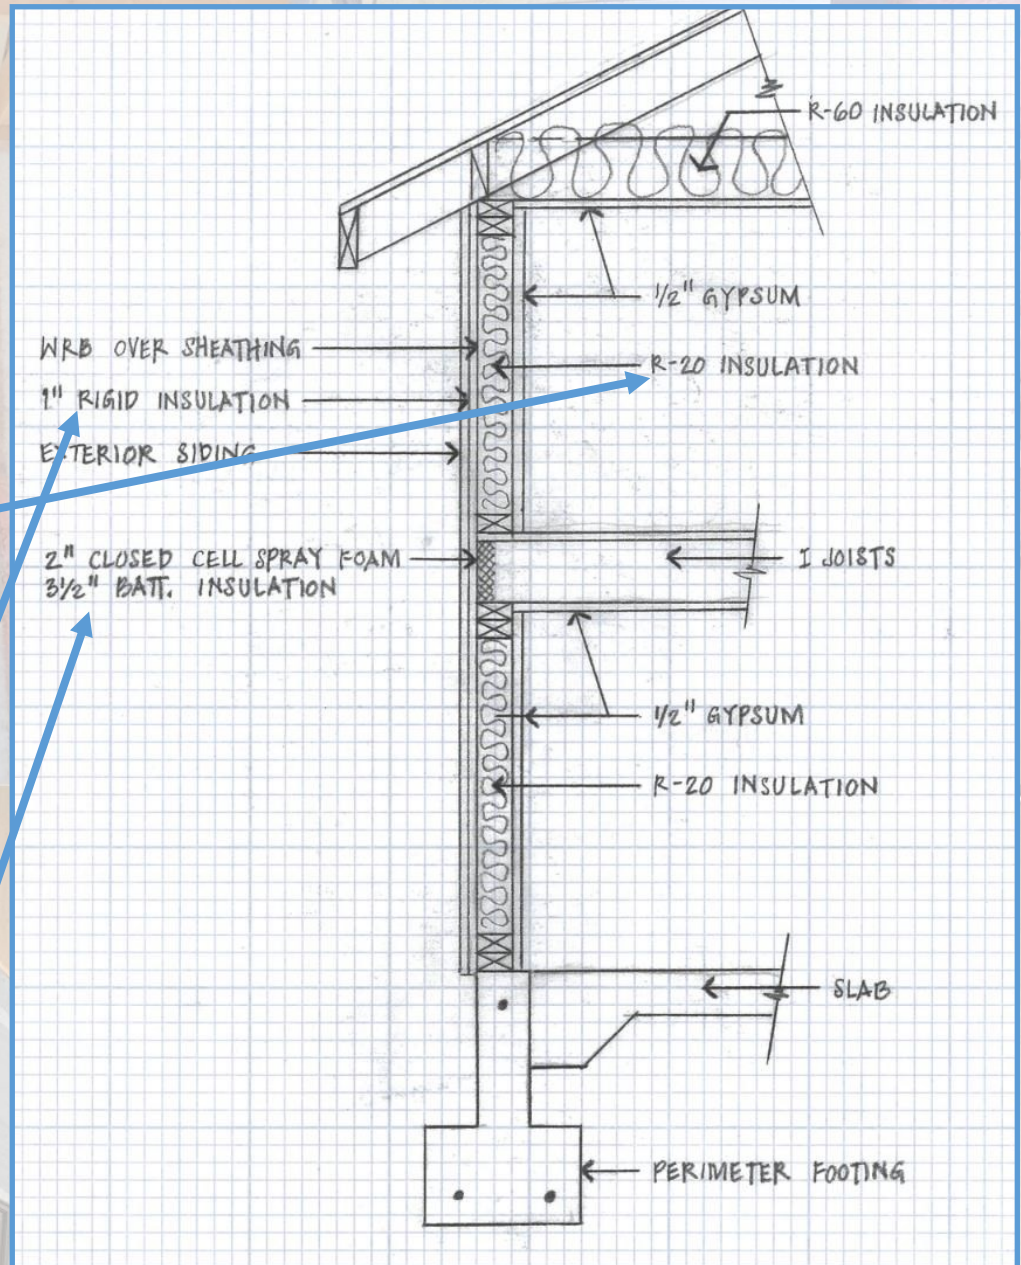 R-60 INSULATION
1/2" GYPSUM
WRB OVER SHEATHING
R-20 INSULATION
1" RIGID INSULATION
EXTERIOR SIDING
2" CLOSED CELL SPRAY FOAM
3 1/2" BATT. INSULATION
I JOISTS
1/2" GYPSUM
R-20 INSULATION
SLAB
PERIMETER FOOTING